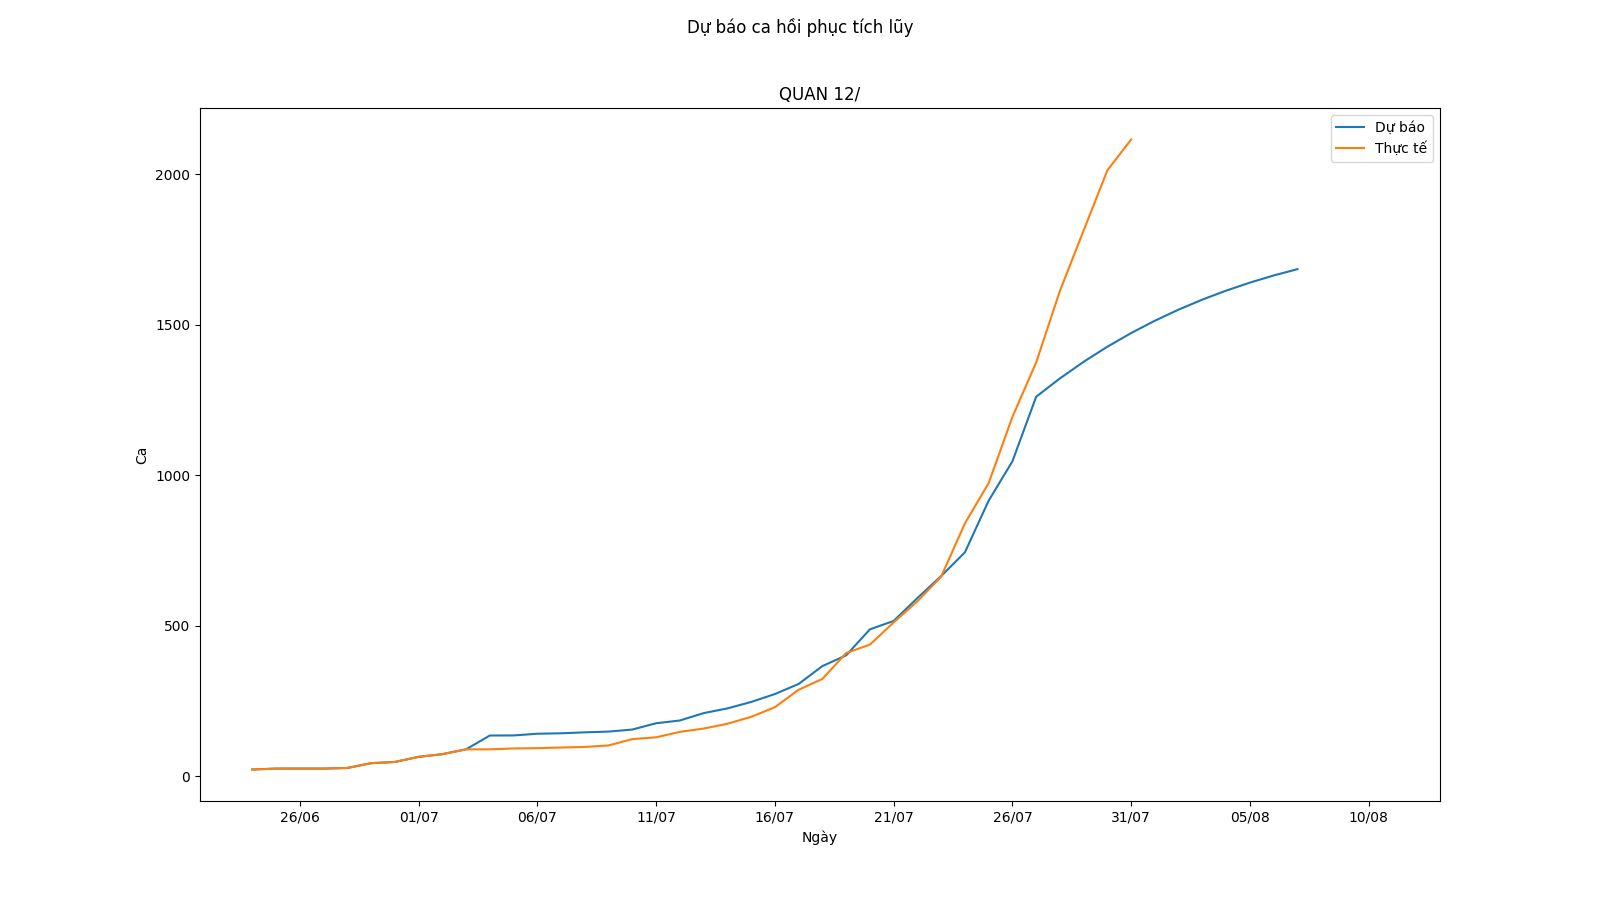 Dự báo ca hồi phục tích lũy
QUAN 12/
Dự báo
Thực tế
2000
1500
1000
500
0
Ca
26/06 01/07 06/07 11/07 16/07 21/07 26/07 31/07 05/08 10/08
Ngày